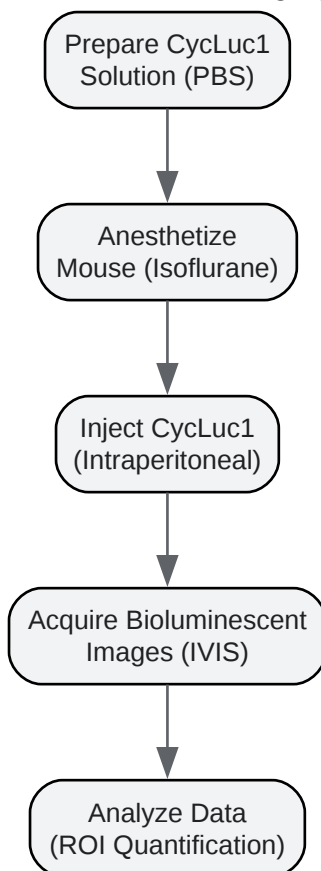 Prepare CycLuc1
Solution (PBS)
Anesthetize
Mouse (Isoflurane)
Inject CycLuc1
(Intraperitoneal)
Acquire Bioluminescent
Images (IVIS)
Analyze Data
(ROI Quantification)